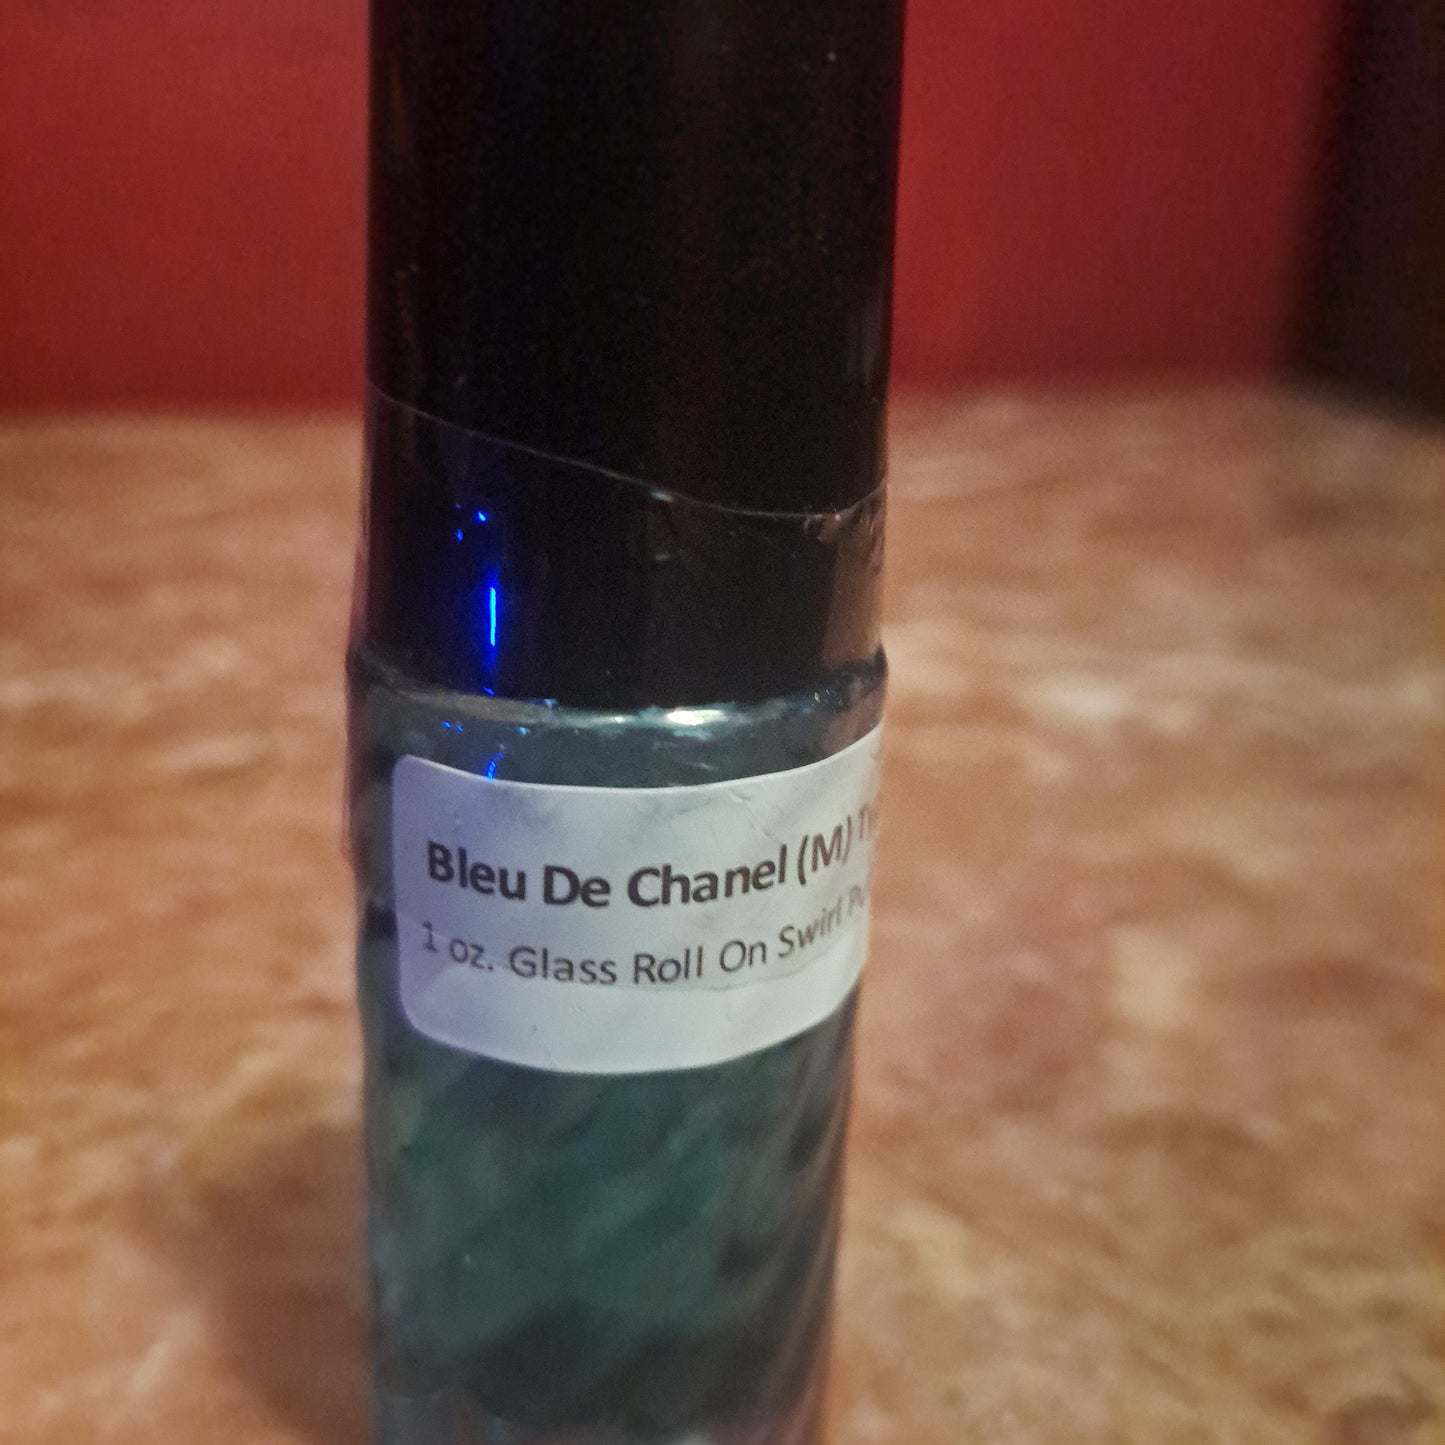 Bleu De Chanel (M)
1 oz. Glass Roll On Swirl